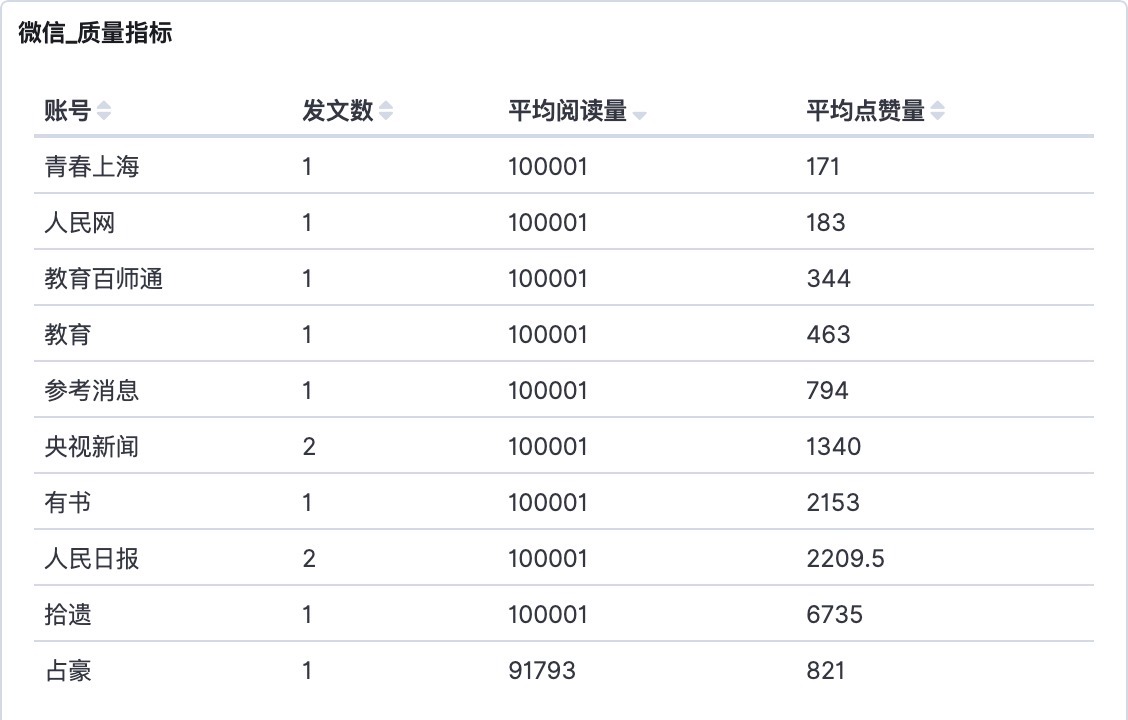 微信_质量指标
账号 发文数 平均阅读量 平均点赞量
青春上海 1 100001 171
人民网 1 100001 183
教育百师通 1 100001 344
教育 1 100001 463
参考消息 1 100001 794
央视新闻 2 100001 1340
有书 1 100001 2153
人民日报 2 100001 2209.5
拾遗 1 100001 6735
占豪 1 91793 821